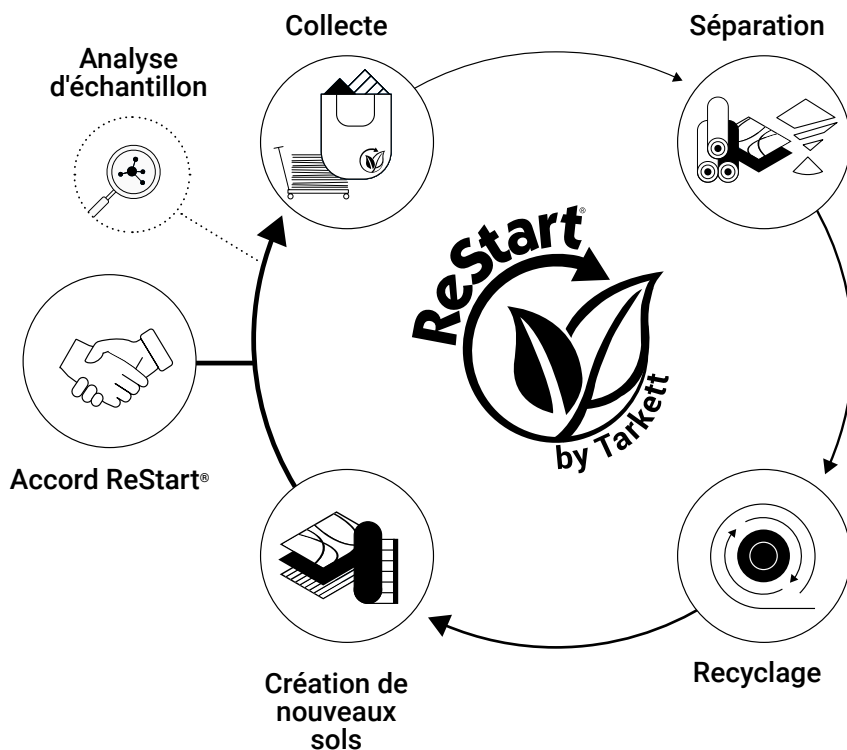 Collecte
Séparation
Analyse
d'échantillon
ReStart®
by Tarkett
Accord ReStart®
Recyclage
Création de
nouveaux
sols